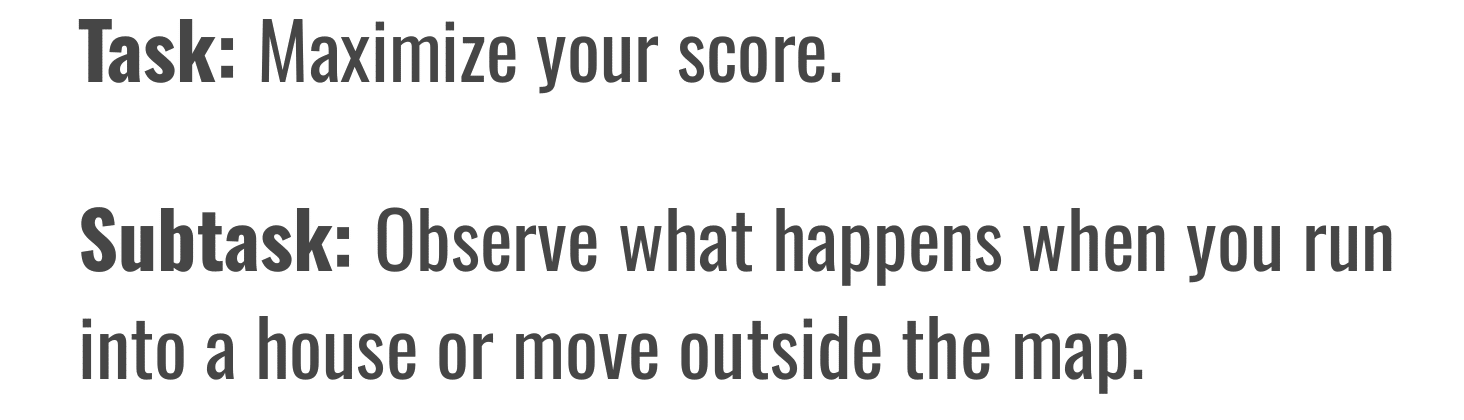 Task: Maximize your score.
Subtask: Observe what happens when you run
into a house or move outside the map.